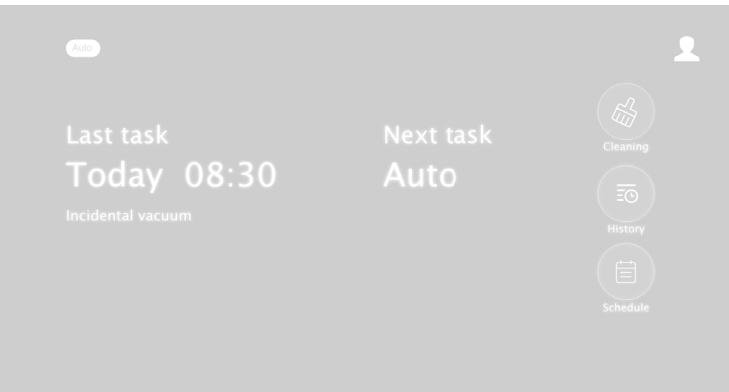 Auto
Last task
Today 08:30
Incidental vacuum
Next task
Auto
Cleaning
History
Schedule